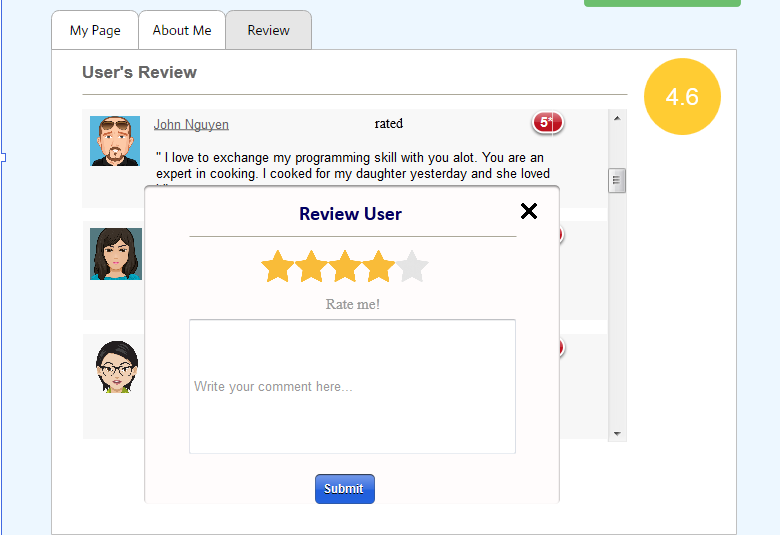 My Page
About Me
Review
User's Review
4.6
John Nguyen
rated
5*
" I love to exchange my programming skill with you alot. You are an
expert in cooking. I cooked for my daughter yesterday and she loved
Review User
Rate me!
Write your comment here...
Submit